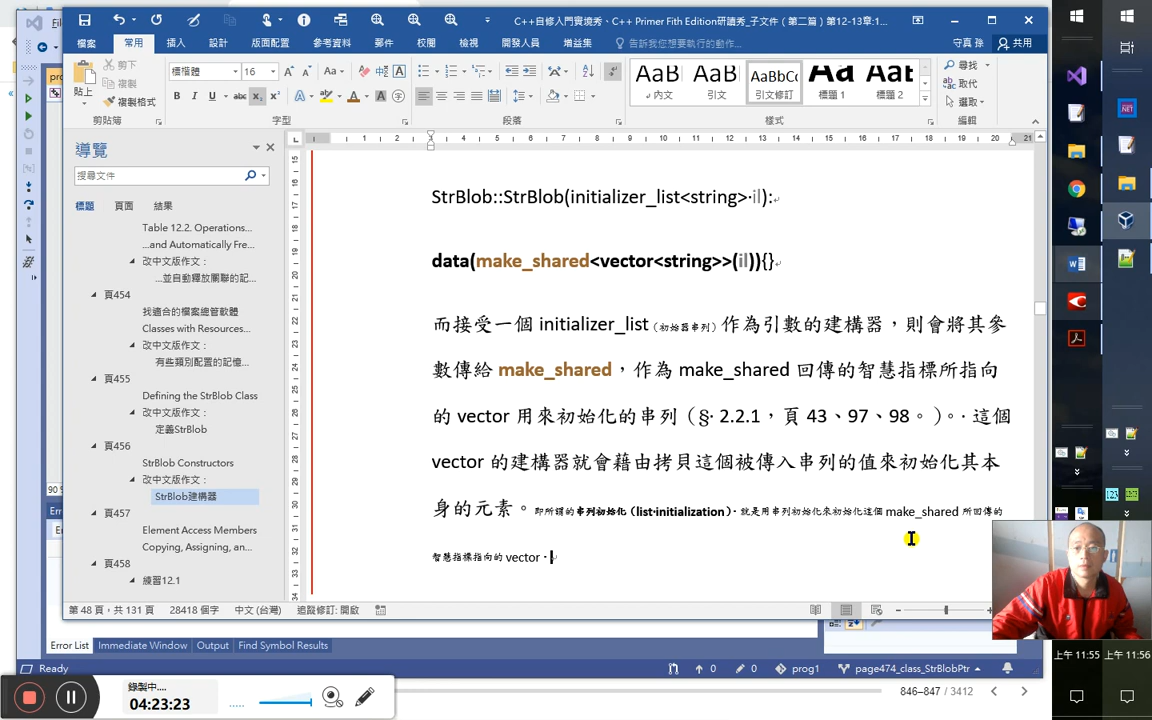 C++自修入門實境秀、C++ Primer Fith Edition研讀秀_子文件（第二篇）12-13章:1...
檔案 常用 插入 設計 版面配置 參考資料 郵件 校閱 檢視 開發人員 增益集 告訴我您想要執行的動作... 守真 孫 共用
貼上 剪下 複製 複製格式
剪貼簿
楷書體 16
字型
段落
AaBb AaBb AaBbCc AaBb Aabt
內文 引文 引文修訂 標題 1 標題 2
樣式
尋找 取代 選取
編輯
導覽
搜尋文件
標題 頁面 結果
Table 12.2. Operations...
...and Automatically Fre...
改中文版作文：
...並自動釋放關聯的記...
頁454
找適合的檔案總管軟體
Classes with Resources...
改中文版作文：
有些類別配置的記憶...
頁455
Defining the StrBlob Class
改中文版作文：
定義StrBlob
頁456
StrBlob Constructors
改中文版作文：
StrBlob建構器
頁457
Element Access Members
Copying, Assigning, an...
頁458
練習12.1
StrBlob::StrBlob(initializer_list<string> il):
data(make_shared<vector<string>>(il)){}
而接受一個 initializer_list（初始器串列）作為引數的建構器，則會將其參
數傳給 make_shared，作為 make_shared 回傳的智慧指標所指向
的 vector 用來初始化的串列（§ 2.2.1，頁 43、97、98。）。 這個
vector 的建構器就會藉由拷貝這個被傳入串列的值來初始化其本
身的元素。即所謂的串列初始化（list initialization）。就是用串列初始化來初始化這個 make_shared 所回傳的
智慧指標指向的 vector。
第 48 頁，共 131 頁 28418 個字 中文 (台灣) 追蹤修訂: 開啟
Error List Immediate Window Output Find Symbol Results
Ready 0 0 prog1 page474_class_StrBlobPtr
846–847 / 3412
錄製中....
04:23:23
上午 11:55 上午 11:56